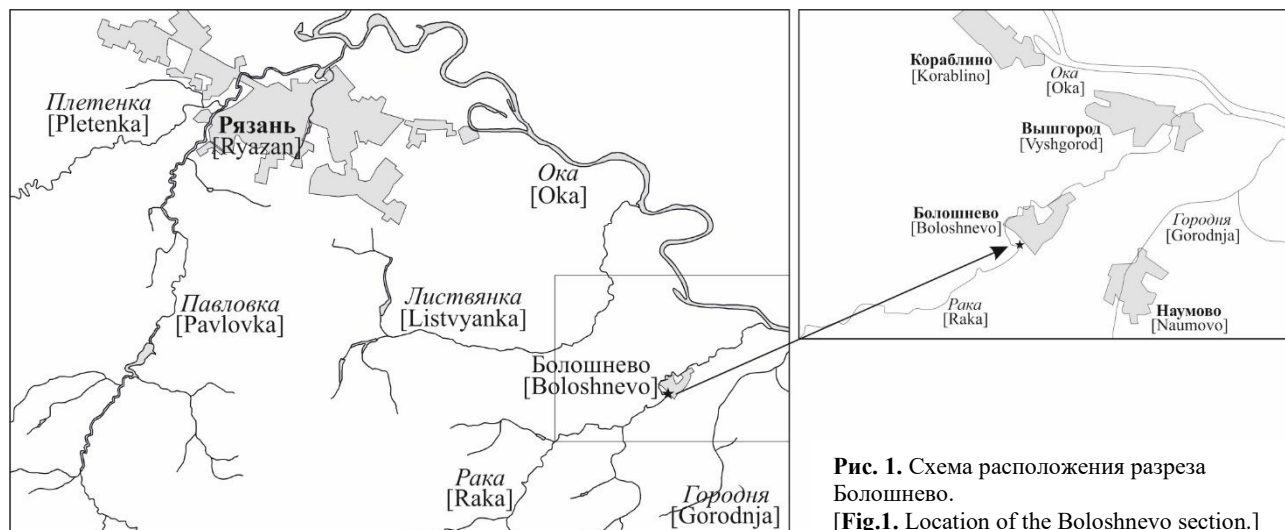 Плетенка
[Pletenka]
Рязань
[Ryazan]
Ока
[Oka]
Павловка
[Pavlovka]
Листвянка
[Listvyanka]
Болошнево
[Boloshnevo]
Рака
[Raka]
Городня
[Gorodnja]
Кораблино
[Korablino]
Ока
[Oka]
Вышгород
[Vyshgorod]
Болошнево
[Boloshnevo]
Городня
[Gorodnja]
Рака
[Raka]
Наумово
[Naumovo]
Рис. 1. Схема расположения разреза
Болошнево.
[Fig.1. Location of the Boloshnevo section.]